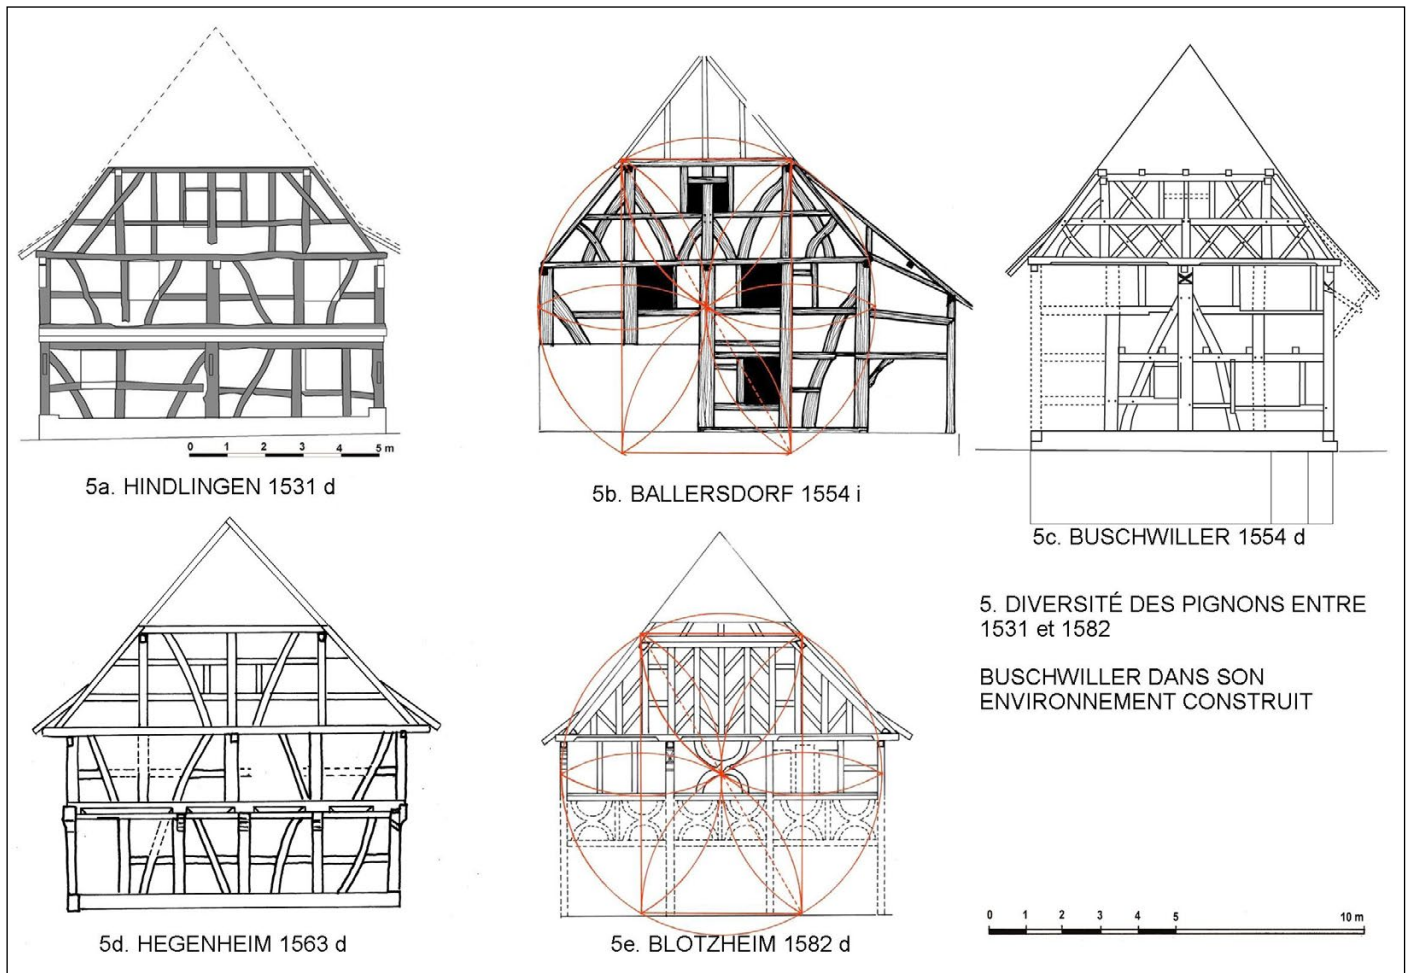 0 1 2 3 4 5 m
5a. HINDLINGEN 1531 d
5b. BALLERSDORF 1554 i
5c. BUSCHWILLER 1554 d
5. DIVERSITÉ DES PIGNONS ENTRE
1531 et 1582
BUSCHWILLER DANS SON
ENVIRONNEMENT CONSTRUIT
5d. HEGENHEIM 1563 d
5e. BLOTZHEIM 1582 d
0 1 2 3 4 5 10 m